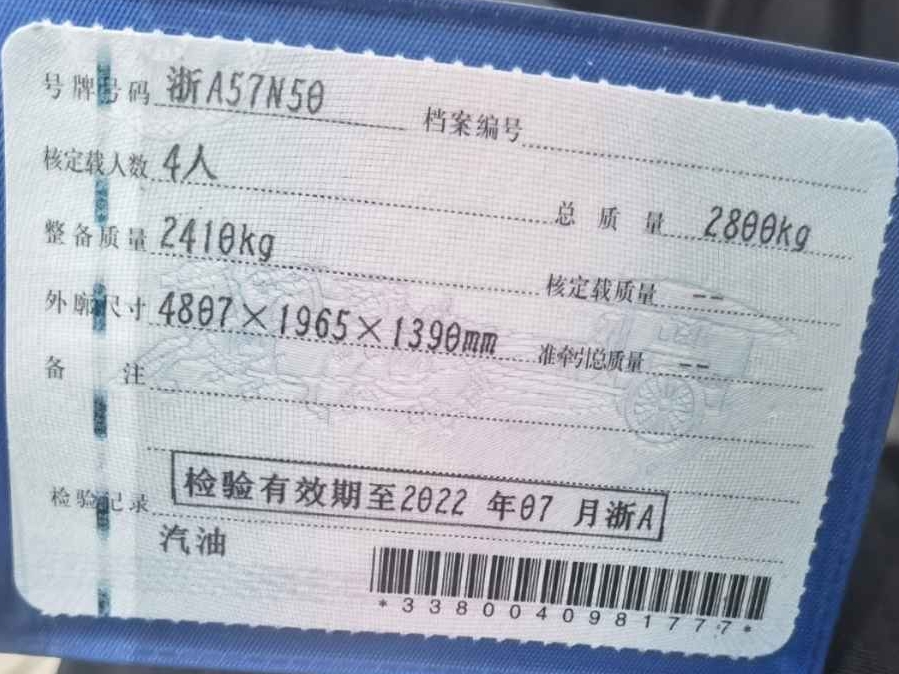 号牌号码 浙A57N50 档案编号
核定载人数 4人 总质量 2800kg
整备质量 2410kg 核定载质量 --
外廓尺寸 4807×1965×1390mm 准牵引总质量 --
备注
检验记录 检验有效期至2022 年07 月浙A
汽油
*3380040981777*